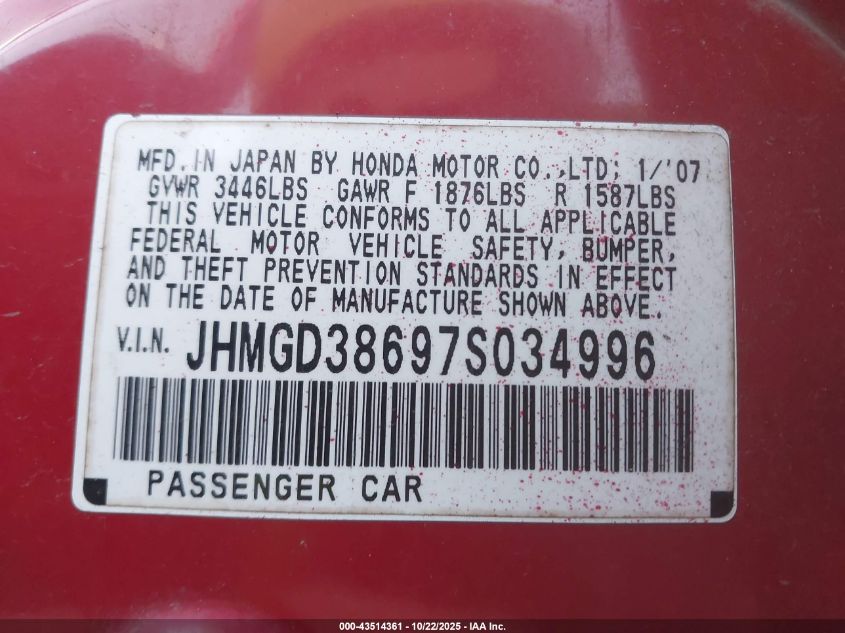 MFD. IN JAPAN BY HONDA MOTOR CO.,LTD; 1/'07
GVWR 3446LBS GAWR F 1876LBS R 1587LBS
THIS VEHICLE CONFORMS TO ALL APPLICABLE
FEDERAL MOTOR VEHICLE SAFETY, BUMPER,
AND THEFT PREVENTION STANDARDS IN EFFECT
ON THE DATE OF MANUFACTURE SHOWN ABOVE.
V.I.N. JHMGD38697S034996
PASSENGER CAR
000-43514361 - 10/22/2025 - IAA Inc.